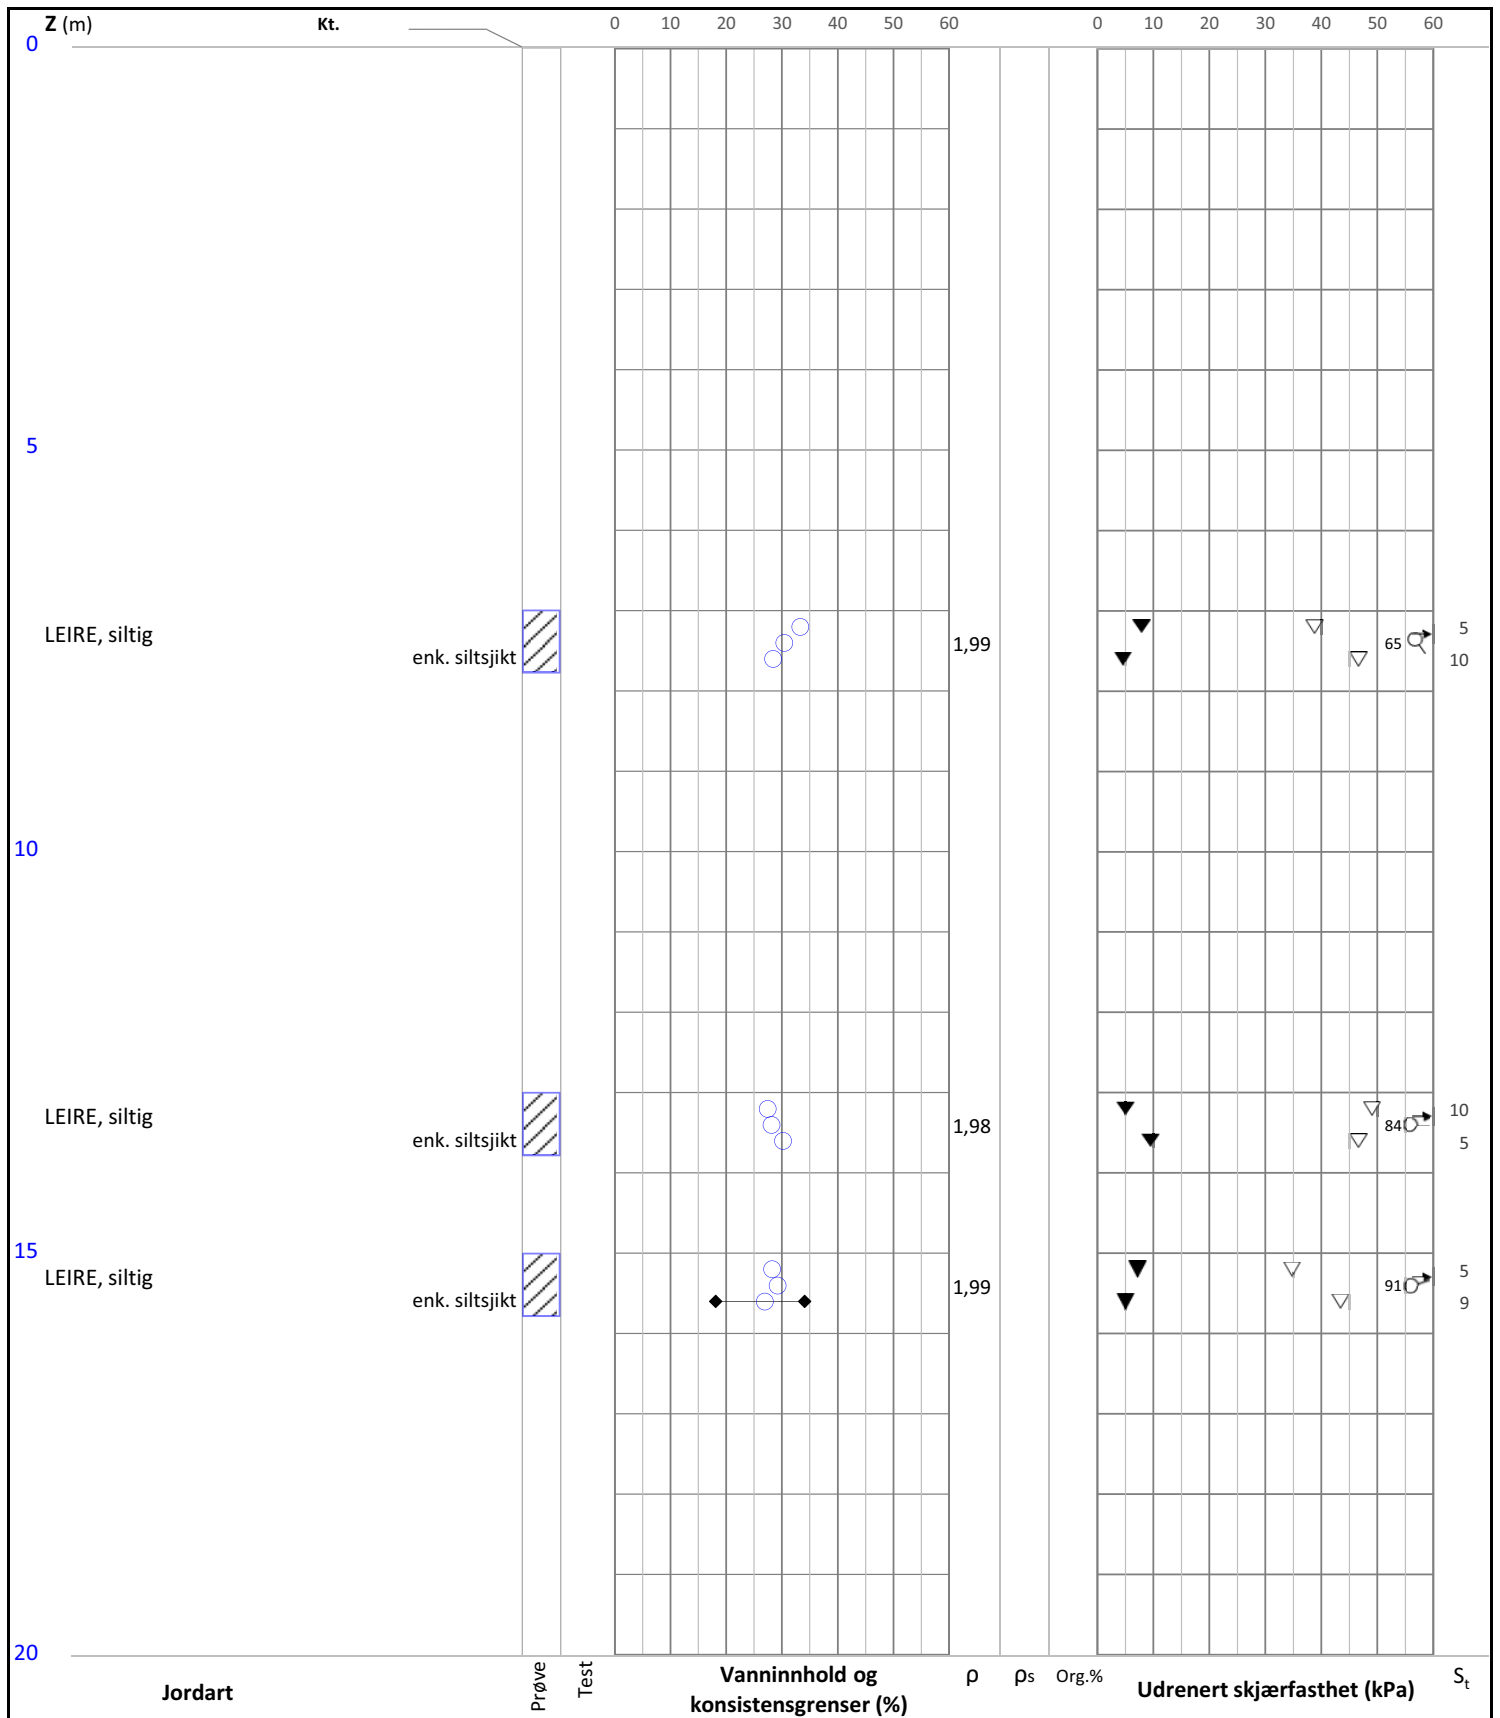 Z (m) Kt. 0 10 20 30 40 50 60 0 10 20 30 40 50 60
0
5
LEIRE, siltig 5
enk. siltsjikt 1,99 65 10
10
LEIRE, siltig 1,98 84 10
enk. siltsjikt 5
15
LEIRE, siltig 1,99 91 5
enk. siltsjikt 9
20
Jordart Prøve Test Vanninnhold og ρ ρs Org.% Udrenert skjærfasthet (kPa) St
konsistensgrenser (%)